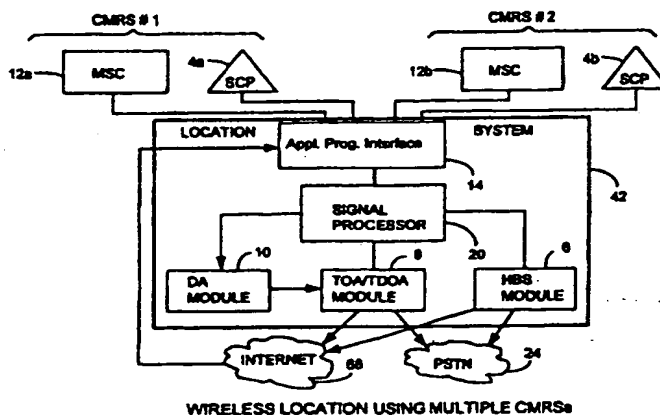 CMRS # 1
CMRS # 2
12a
MSC
4a
SCP
12b
MSC
4b
SCP
LOCATION
Appl. Prog. Interface
SYSTEM
14
42
SIGNAL
PROCESSOR
20
10
DA
MODULE
8
TOA/TDOA
MODULE
6
HBS
MODULE
INTERNET
68
PSTN
24
WIRELESS LOCATION USING MULTIPLE CMRSs